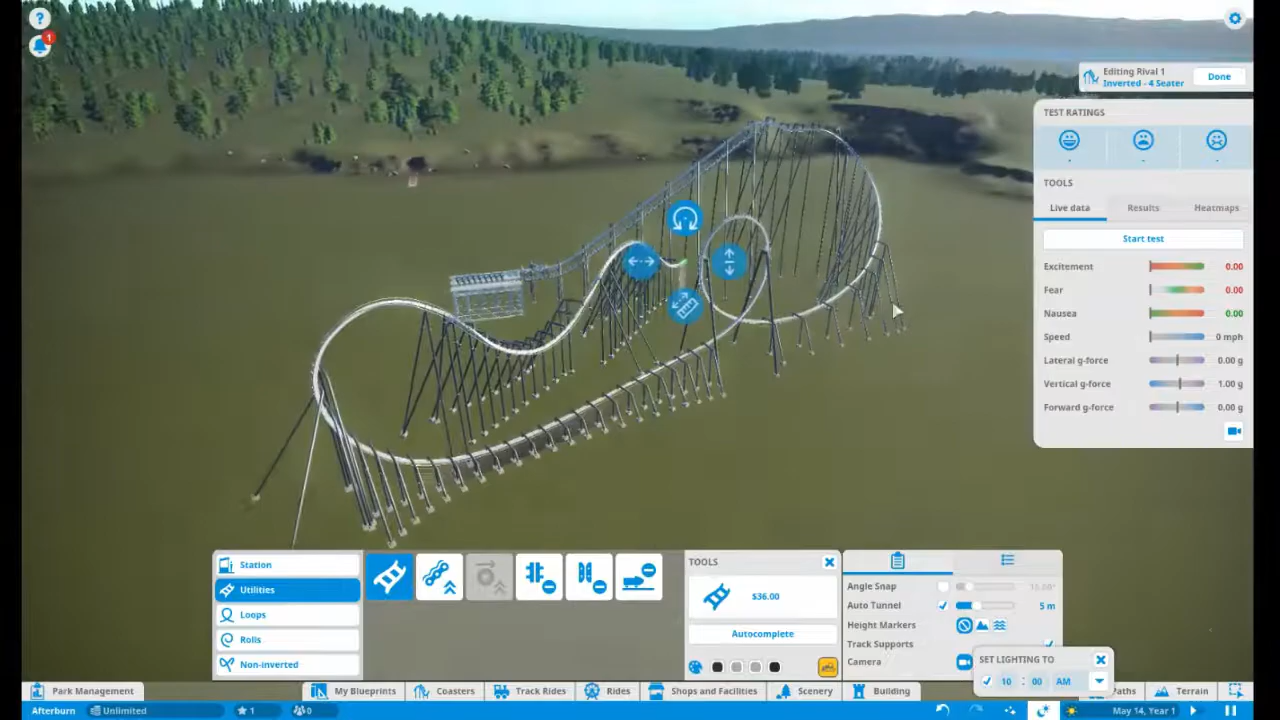 ?
1
Editing Rival 1
Inverted - 4 Seater
Done
TEST RATINGS
-
-
-
TOOLS
Live data
Results
Heatmaps
Start test
Excitement 0.00
Fear 0.00
Nausea 0.00
Speed 0 mph
Lateral g-force 0.00 g
Vertical g-force 1.00 g
Forward g-force 0.00 g
Station
Utilities
Loops
Rolls
Non-inverted
TOOLS
$36.00
Autocomplete
Angle Snap
Auto Tunnel 5 m
Height Markers
Track Supports
Camera
SET LIGHTING TO
10 : 00 AM
Park Management
My Blueprints
Coasters
Track Rides
Rides
Shops and Facilities
Scenery
Building
Paths
Terrain
Afterburn
Unlimited
1
0
May 14, Year 1